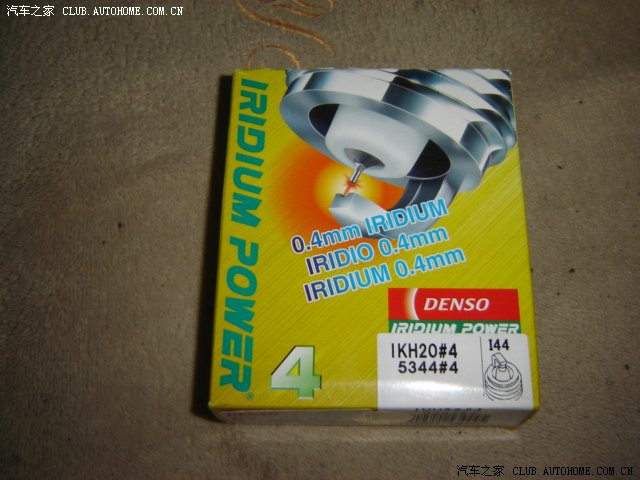 汽车之家 CLUB.AUTOHOME.COM.CN
IRIDIUM POWER®
0.4mm IRIDIUM
IRIDIO 0.4mm
IRIDIUM 0.4mm
DENSO
IRIDIUM POWER
IKH20#4
5344#4
I44
4
汽车之家 CLUB.AUTOHOME.COM.CN